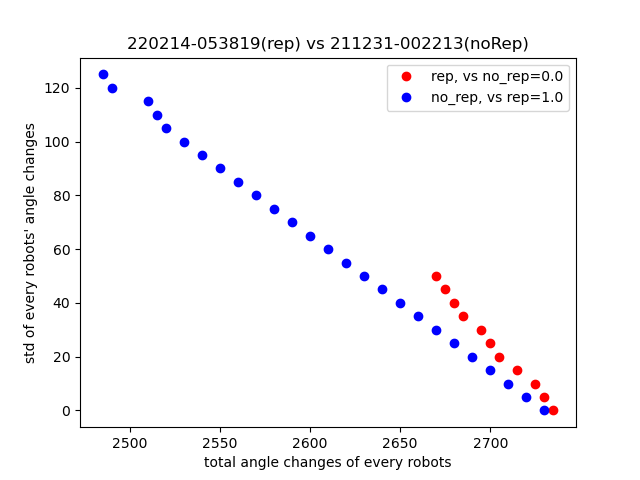 220214-053819(rep) vs 211231-002213(noRep)
rep, vs no_rep=0.0
no_rep, vs rep=1.0
120
100
80
60
40
20
0
std of every robots' angle changes
2500 2550 2600 2650 2700
total angle changes of every robots